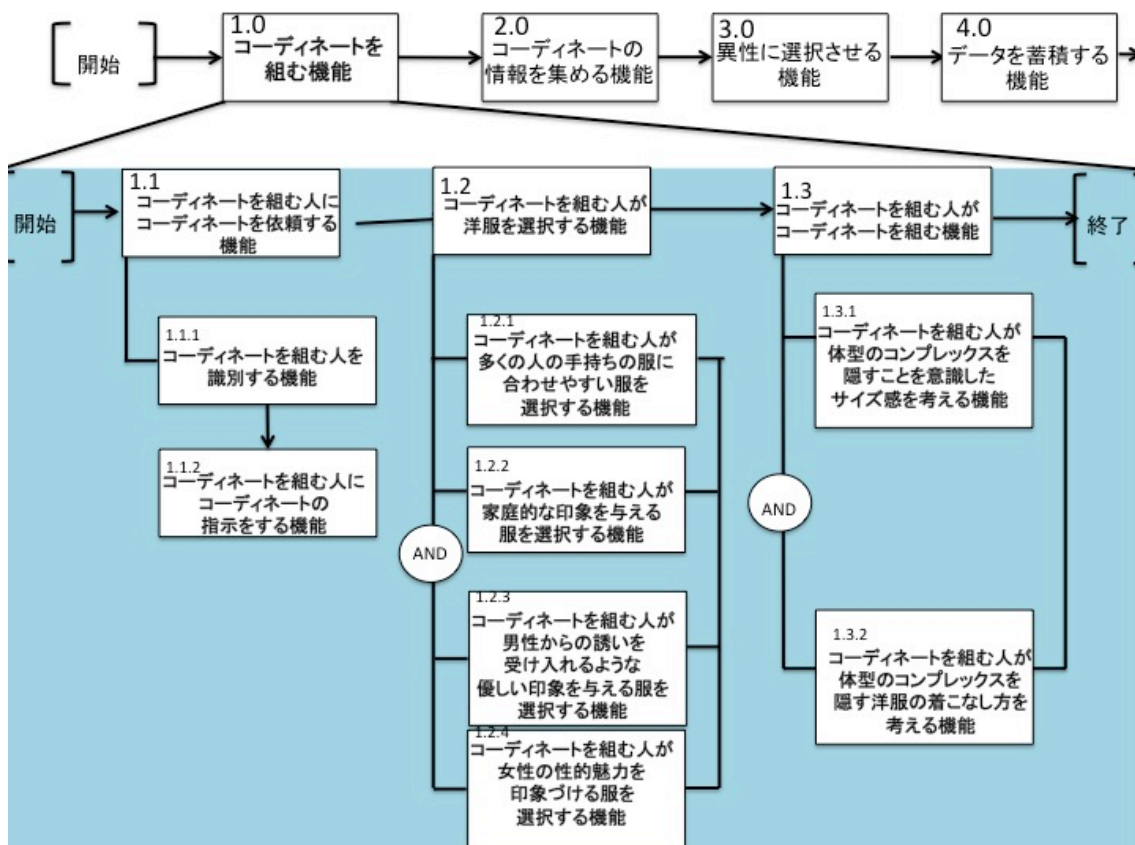 開始
1.0
コーディネートを
組む機能
2.0
コーディネートの
情報を集める機能
3.0
異性に選択させる
機能
4.0
データを蓄積する
機能
開始
1.1
コーディネートを組む人に
コーディネートを依頼する
機能
1.2
コーディネートを組む人が
洋服を選択する機能
1.3
コーディネートを組む人が
コーディネートを組む機能
終了
1.1.1
コーディネートを組む人を
識別する機能
1.1.2
コーディネートを組む人に
コーディネートの
指示をする機能
1.2.1
コーディネートを組む人が
多くの人の手持ちの服に
合わせやすい服を
選択する機能
1.2.2
コーディネートを組む人が
家庭的な印象を与える
服を選択する機能
AND
1.2.3
コーディネートを組む人が
男性からの誘いを
受け入れるような
優しい印象を与える服を
選択する機能
1.2.4
コーディネートを組む人が
女性の性的魅力を
印象づける服を
選択する機能
1.3.1
コーディネートを組む人が
体型のコンプレックスを
隠すことを意識した
サイズ感を考える機能
AND
1.3.2
コーディネートを組む人が
体型のコンプレックスを
隠す洋服の着こなし方を
考える機能